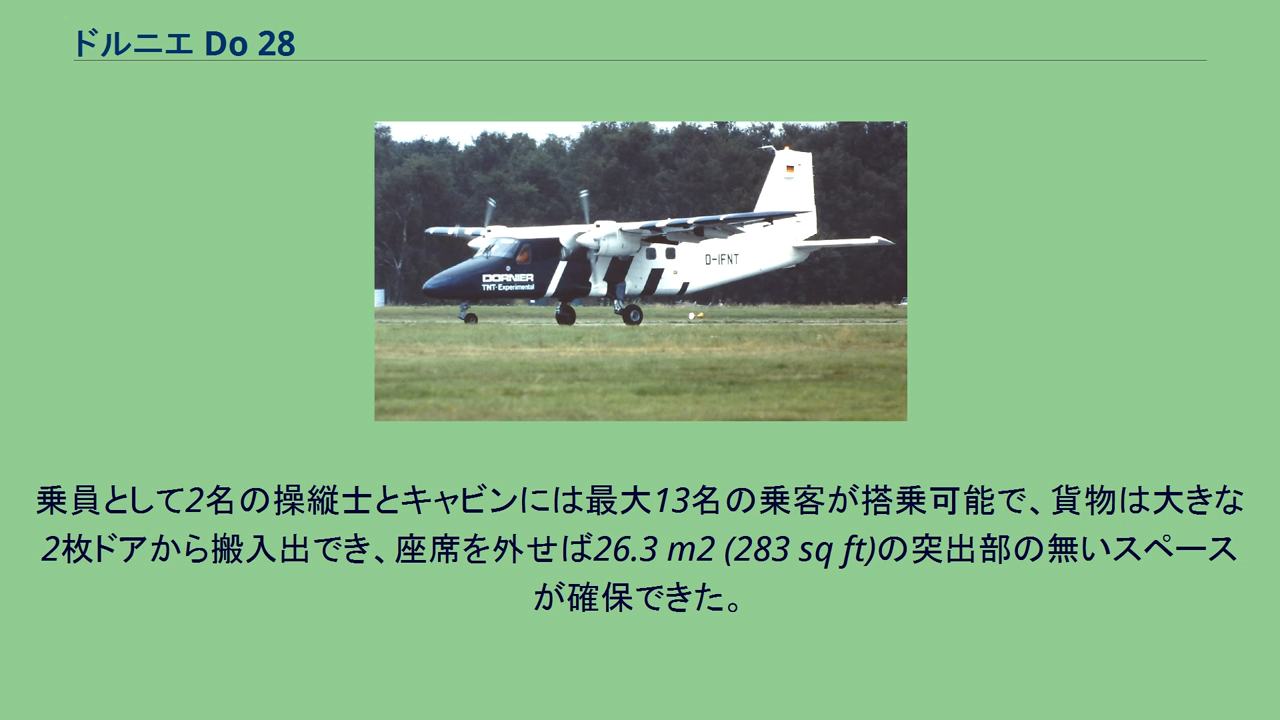 ドルニエ Do 28
DORNIER
TNT-Experimental
D-IFNT
乗員として2名の操縦士とキャビンには最大13名の乗客が搭乗可能で、貨物は大きな
2枚ドアから搬入出でき、座席を外せば26.3 m2 (283 sq ft)の突出部の無いスペース
が確保できた。